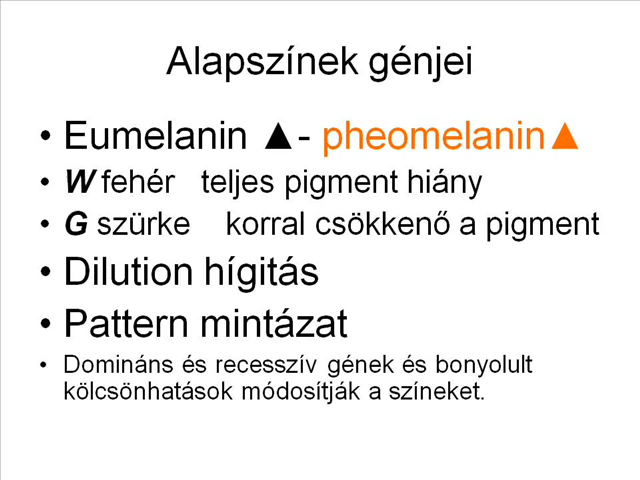 Alapszínek génjei
• Eumelanin ▲- pheomelanin▲
• W fehér teljes pigment hiány
• G szürke korral csökkenő a pigment
• Dilution hígitás
• Pattern mintázat
• Domináns és recesszív gének és bonyolult
kölcsönhatások módosítják a színeket.